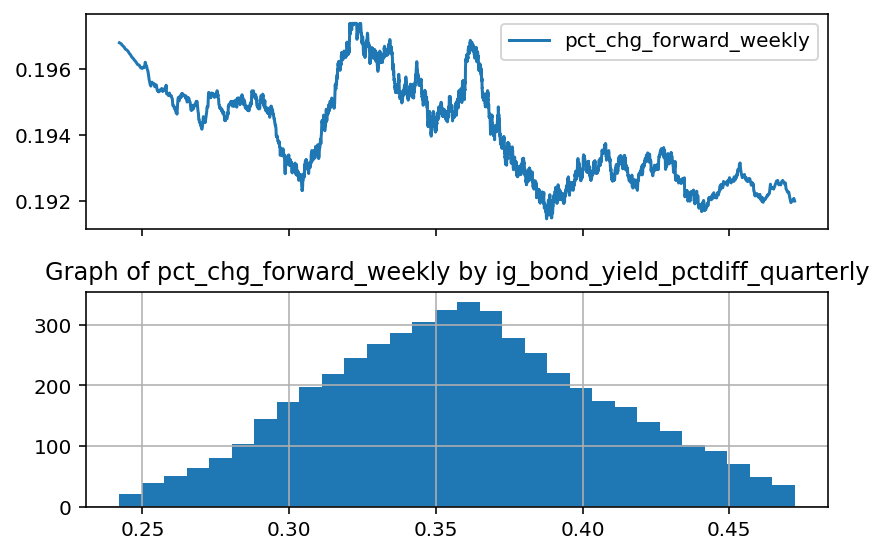 pct_chg_forward_weekly
0.196
0.194
0.192
Graph of pct_chg_forward_weekly by ig_bond_yield_pctdiff_quarterly
300
200
100
0
0.25 0.30 0.35 0.40 0.45